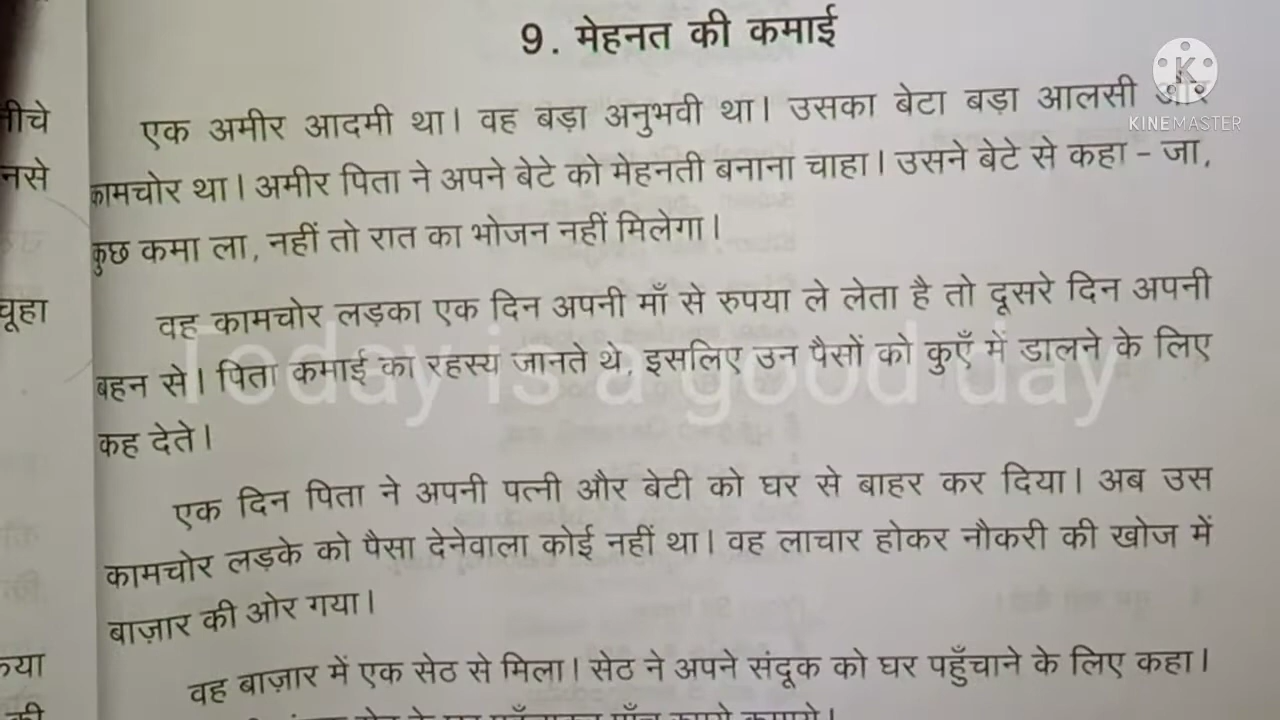 9. मेहनत की कमाई
KINEMASTER
एक अमीर आदमी था। वह बड़ा अनुभवी था। उसका बेटा बड़ा आलसी और
नीचे
कामचोर था। अमीर पिता ने अपने बेटे को मेहनती बनाना चाहा। उसने बेटे से कहा – जा,
नसे
कुछ कमा ला, नहीं तो रात का भोजन नहीं मिलेगा।
चूहा
वह कामचोर लड़का एक दिन अपनी माँ से रुपया ले लेता है तो दूसरे दिन अपनी
बहन से। पिता कमाई का रहस्य जानते थे, इसलिए उन पैसों को कुएँ में डालने के लिए
Today is a good day
कह देते।
एक दिन पिता ने अपनी पत्नी और बेटी को घर से बाहर कर दिया। अब उस
कामचोर लड़के को पैसा देनेवाला कोई नहीं था। वह लाचार होकर नौकरी की खोज में
बाज़ार की ओर गया।
वह बाज़ार में एक सेठ से मिला। सेठ ने अपने संदूक को घर पहुँचाने के लिए कहा।